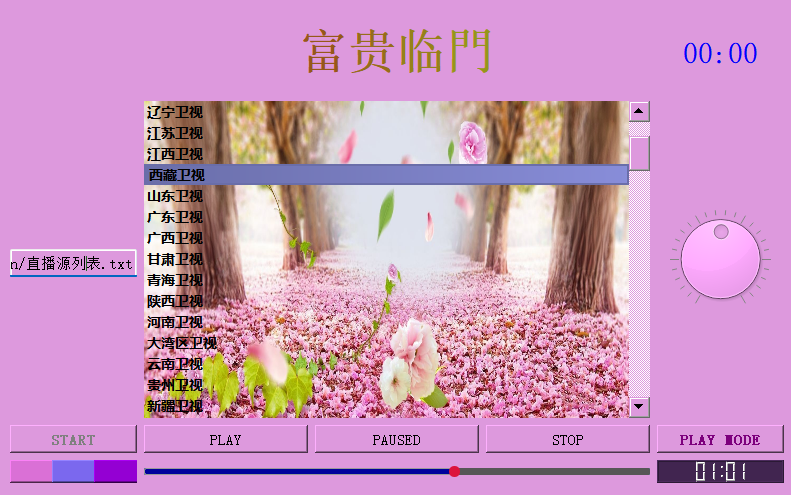 富贵临門
00:00
辽宁卫视
江苏卫视
江西卫视
西藏卫视
山东卫视
广东卫视
广西卫视
甘肃卫视
青海卫视
陕西卫视
河南卫视
大湾区卫视
云南卫视
贵州卫视
新疆卫视
n/直播源列表.txt
START
PLAY
PAUSED
STOP
PLAY MODE
01:01